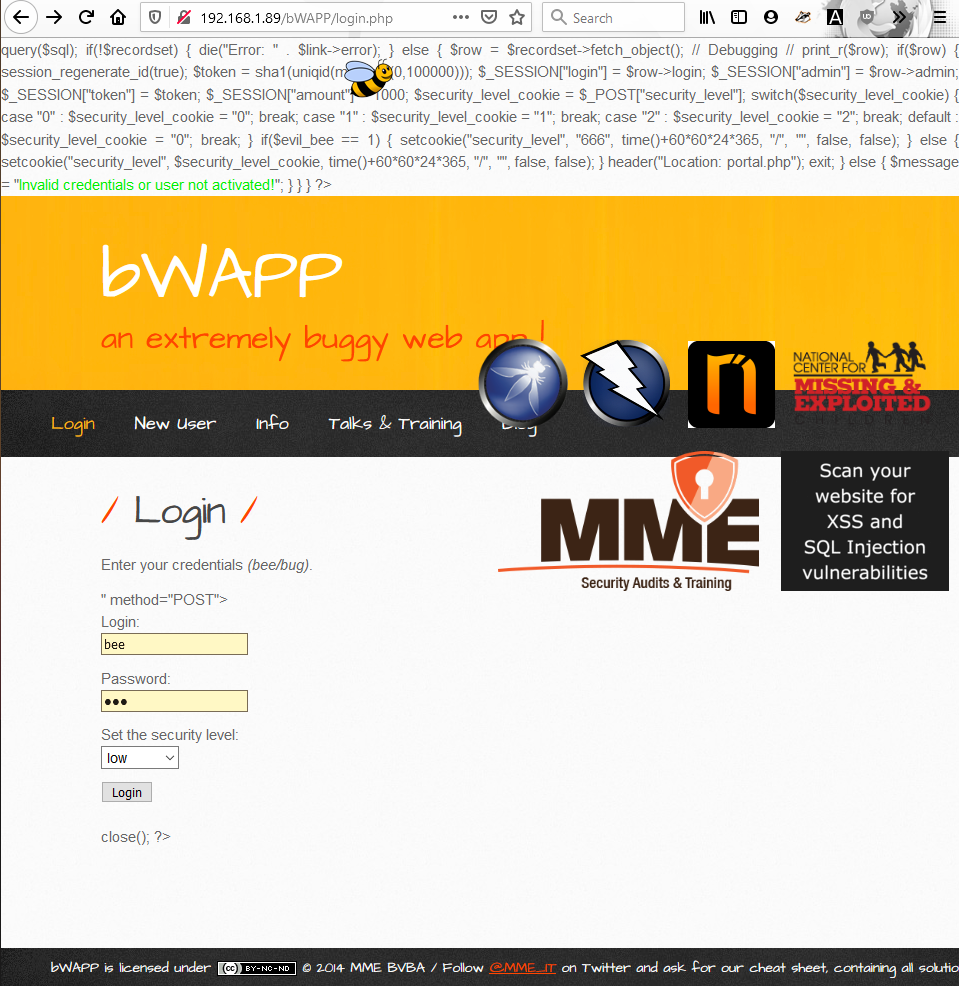 192.168.1.89/bWAPP/login.php
Search
query($sql); if(!$recordset) { die("Error: " . $link->error); } else { $row = $recordset->fetch_object(); // Debugging // print_r($row); if($row) {
session_regenerate_id(true); $token = sha1(uniqid(m (0,100000))); $_SESSION["login"] = $row->login; $_SESSION["admin"] = $row->admin;
$_SESSION["token"] = $token; $_SESSION["amount"] 1000; $security_level_cookie = $_POST["security_level"]; switch($security_level_cookie) {
case "0" : $security_level_cookie = "0"; break; case "1" : $security_level_cookie = "1"; break; case "2" : $security_level_cookie = "2"; break; default :
$security_level_cookie = "0"; break; } if($evil_bee == 1) { setcookie("security_level", "666", time()+60*60*24*365, "/", "", false, false); } else {
setcookie("security_level", $security_level_cookie, time()+60*60*24*365, "/", "", false, false); } header("Location: portal.php"); exit; } else { $message
= "Invalid credentials or user not activated!"; } } } ?>
bWAPP
an extremely buggy web app !
NATIONAL
CENTER FOR
MISSING &
EXPLOITED
CHILDREN
Login New User Info Talks & Training Blog
/ Login /
MME
Security Audits & Training
Scan your
website for
XSS and
SQL Injection
vulnerabilities
Enter your credentials (bee/bug).
" method="POST">
Login:
bee
Password:
Set the security level:
low
Login
close(); ?>
bWAPP is licensed under CC BY-NC-ND © 2014 MME BVBA / Follow @MME_IT on Twitter and ask for our cheat sheet, containing all solutio